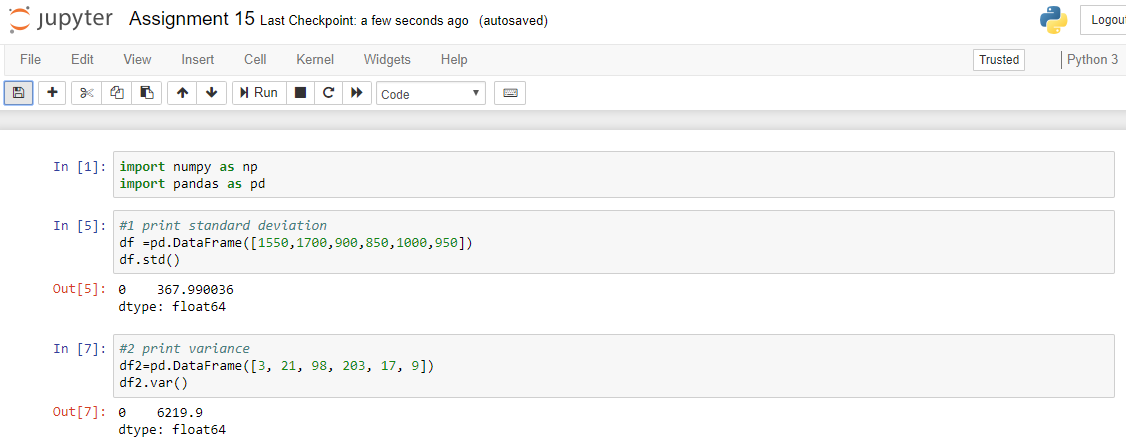 jupyter Assignment 15 Last Checkpoint: a few seconds ago (autosaved)
Logout
File Edit View Insert Cell Kernel Widgets Help Trusted Python 3
Run Code
In [1]: import numpy as np
import pandas as pd
In [5]: #1 print standard deviation
df =pd.DataFrame([1550,1700,900,850,1000,950])
df.std()
Out[5]: 0    367.990036
dtype: float64
In [7]: #2 print variance
df2=pd.DataFrame([3, 21, 98, 203, 17, 9])
df2.var()
Out[7]: 0    6219.9
dtype: float64